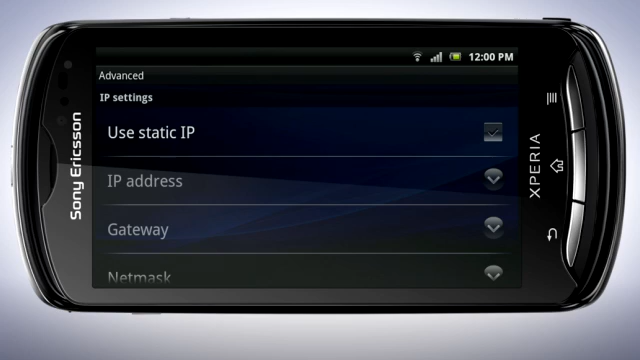 12:00 PM
Advanced
IP settings
Use static IP
IP address
Gateway
Netmask
Sony Ericsson
XPERIA